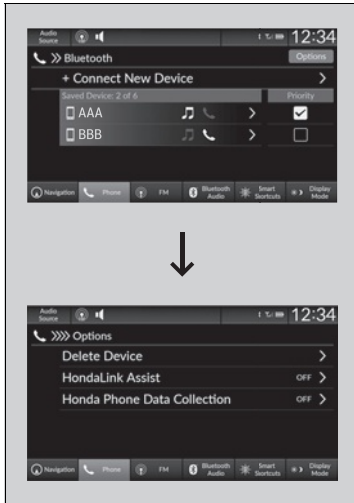 Audio
Source
12:34
Bluetooth
Options
+ Connect New Device
Saved Device: 2 of 6
Priority
AAA
BBB
Navigation
Phone
FM
Bluetooth
Audio
Smart
Shortcuts
Display
Mode
Audio
Source
12:34
Options
Delete Device
HondaLink Assist
OFF
Honda Phone Data Collection
OFF
Navigation
Phone
FM
Bluetooth
Audio
Smart
Shortcuts
Display
Mode